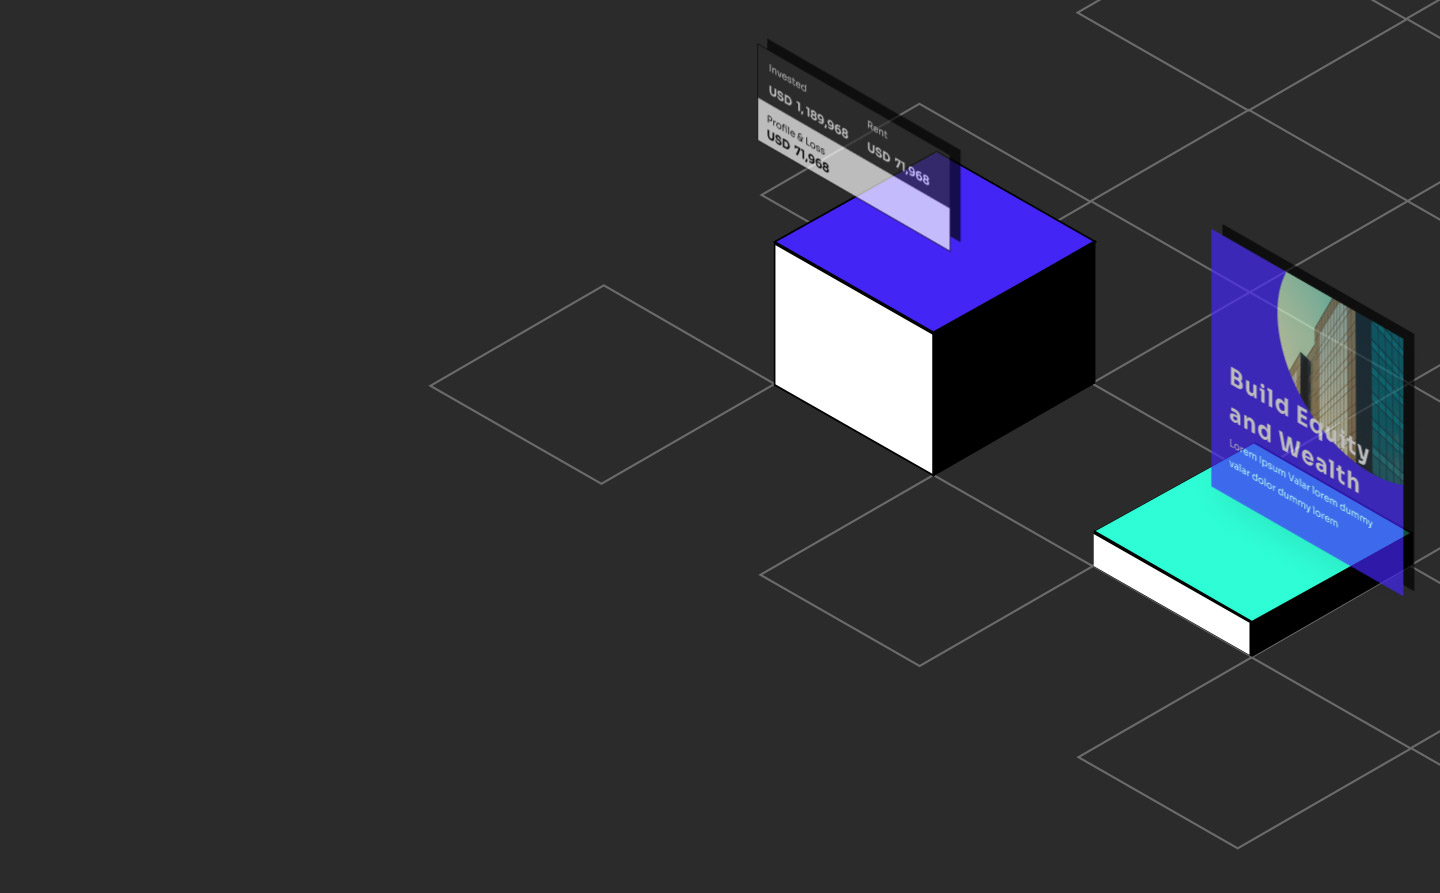 Invested
USD 1,189,968
Rent
USD 71,968
Profile & Loss
USD 71,968
Build Equity
and Wealth
Lorem Ipsum Valar lorem dummy
valar dolor dummy lorem